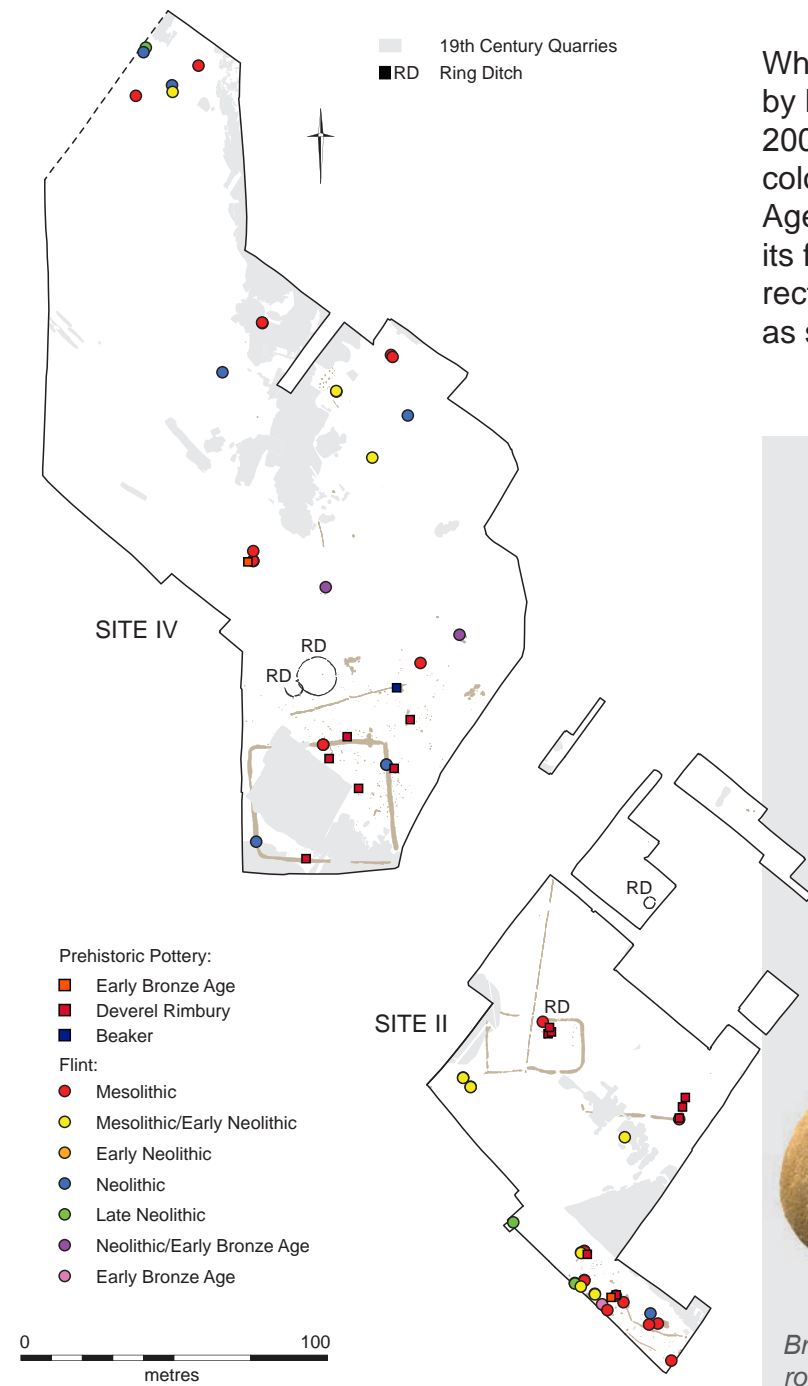 19th Century Quarries
RD Ring Ditch
Wh
by
200
cold
Age
its f
rect
as s
SITE IV
RD
RD
RD
SITE II
RD
Prehistoric Pottery:
Early Bronze Age
Deverel Rimbury
Beaker
Flint:
Mesolithic
Mesolithic/Early Neolithic
Early Neolithic
Neolithic
Late Neolithic
Neolithic/Early Bronze Age
Early Bronze Age
0 100
metres
Br
ro